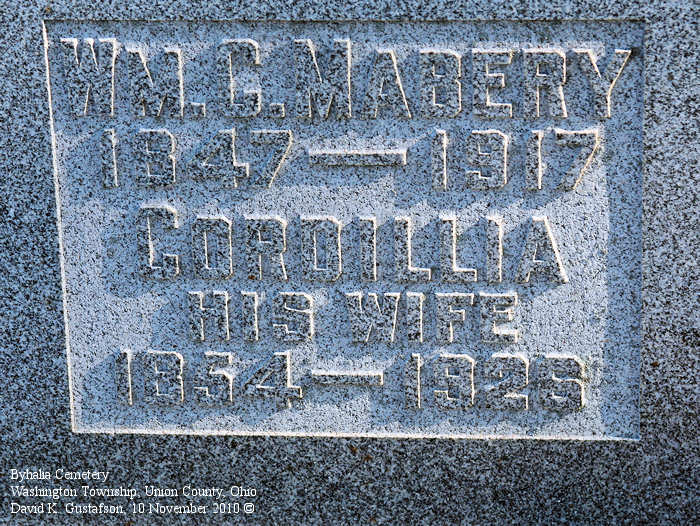 WM. C. MABERY
1847 — 1917
CORDILLIA
HIS WIFE
1854 — 1926
Byhalia Cemetery
Washington Township, Union County, Ohio
David K. Gustafson, 10 November 2010 ©